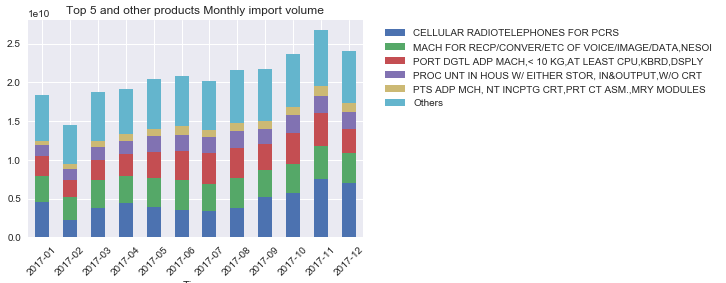 Top 5 and other products Monthly import volume
1e10
2.5
2.0
1.5
1.0
0.5
0.0
2017-01
2017-02
2017-03
2017-04
2017-05
2017-06
2017-07
2017-08
2017-09
2017-10
2017-11
2017-12
CELLULAR RADIOTELEPHONES FOR PCRS
MACH FOR RECP/CONVER/ETC OF VOICE/IMAGE/DATA,NESOI
PORT DGTL ADP MACH,< 10 KG,AT LEAST CPU,KBRD,DSPLY
PROC UNT IN HOUS W/ EITHER STOR, IN&OUTPUT,W/O CRT
PTS ADP MCH, NT INCPTG CRT,PRT CT ASM.,MRY MODULES
Others